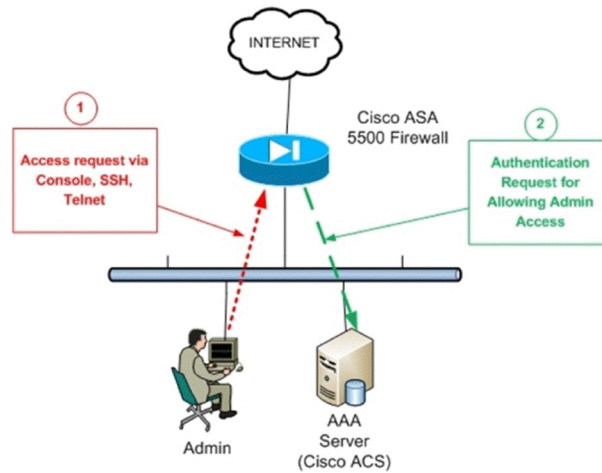 INTERNET
Cisco ASA
5500 Firewall
1
Access request via
Console, SSH,
Telnet
2
Authentication
Request for
Allowing Admin
Access
Admin
AAA
Server
(Cisco ACS)